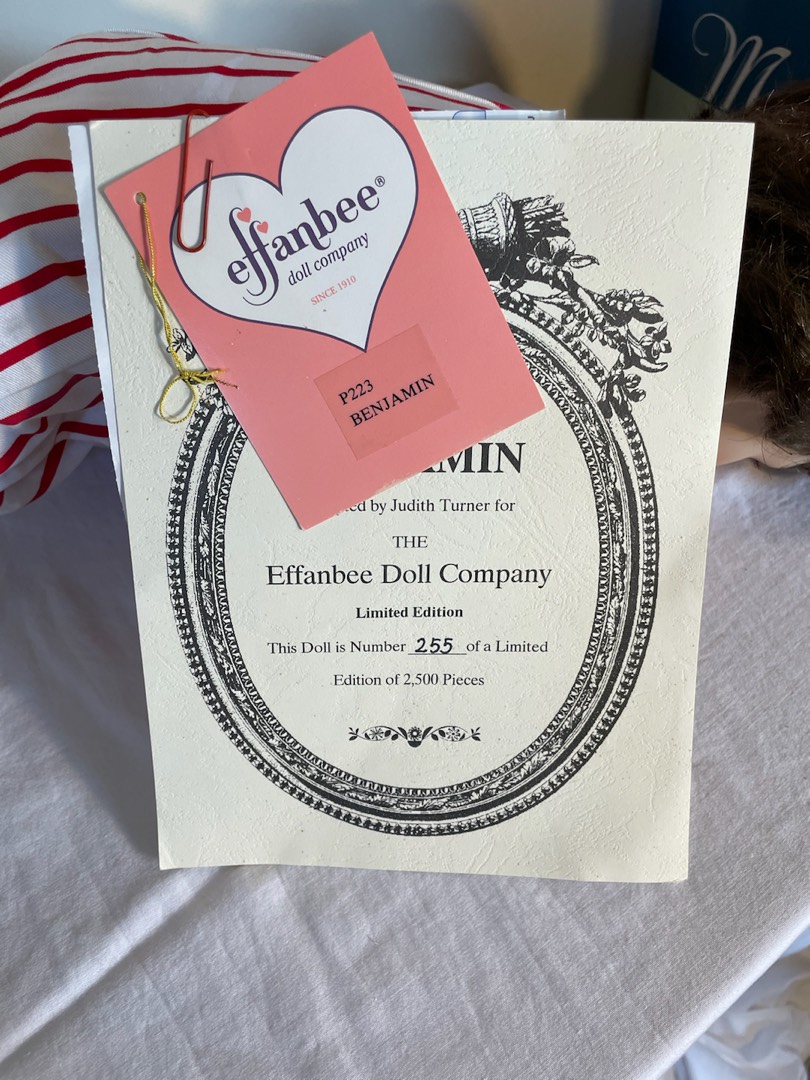 effanbee®
doll company
SINCE 1910
P223
BENJAMIN
by Judith Turner for
THE
Effanbee Doll Company
Limited Edition
This Doll is Number 255 of a Limited
Edition of 2,500 Pieces